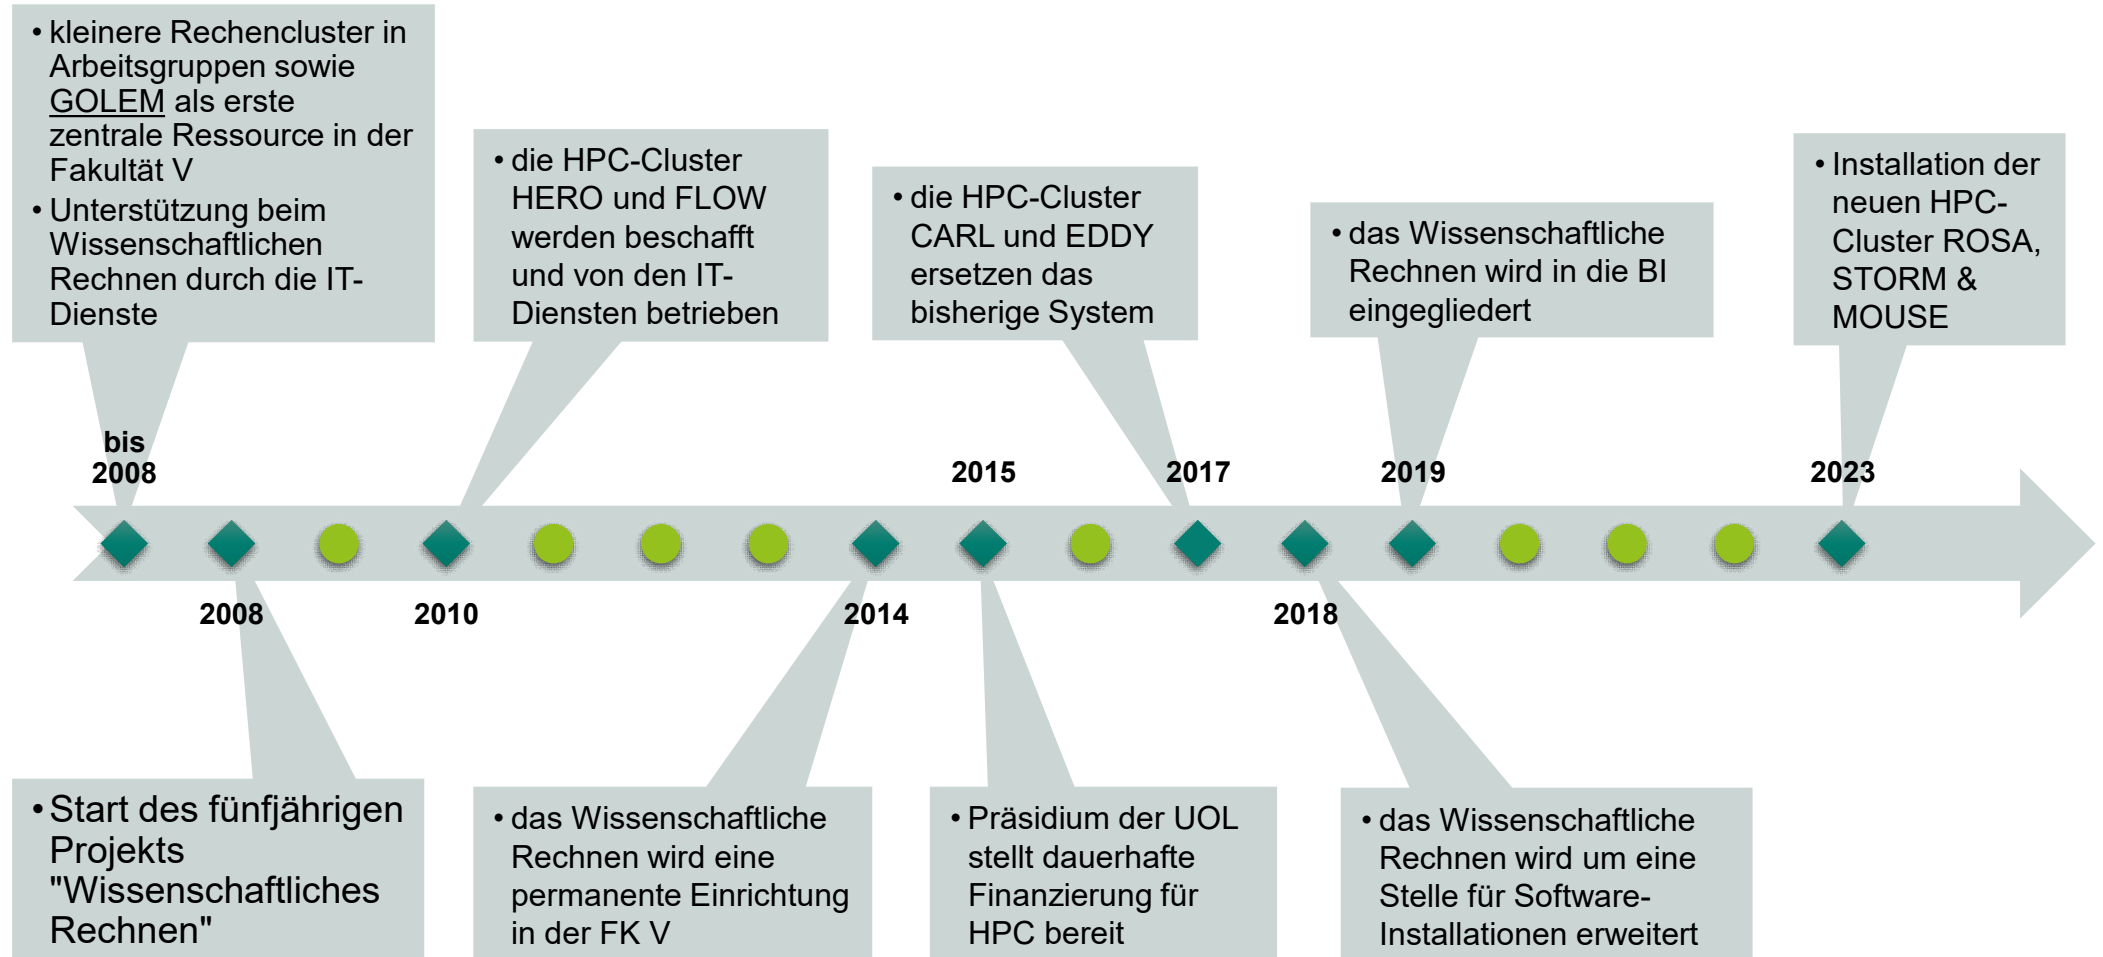 • kleinere Rechencluster in
Arbeitsgruppen sowie
GOLEM als erste
zentrale Ressource in der
Fakultät V
• Unterstützung beim
Wissenschaftlichen
Rechnen durch die IT-
Dienste
• die HPC-Cluster
HERO und FLOW
werden beschafft
und von den IT-
Diensten betrieben
• die HPC-Cluster
CARL und EDDY
ersetzen das
bisherige System
• das Wissenschaftliche
Rechnen wird in die BI
eingegliedert
• Installation der
neuen HPC-
Cluster ROSA,
STORM &
MOUSE
bis
2008
2015
2017
2019
2023
2008
2010
2014
2018
• Start des fünfjährigen
Projekts
"Wissenschaftliches
Rechnen"
• das Wissenschaftliche
Rechnen wird eine
permanente Einrichtung
in der FK V
• Präsidium der UOL
stellt dauerhafte
Finanzierung für
HPC bereit
• das Wissenschaftliche
Rechnen wird um eine
Stelle für Software-
Installationen erweitert